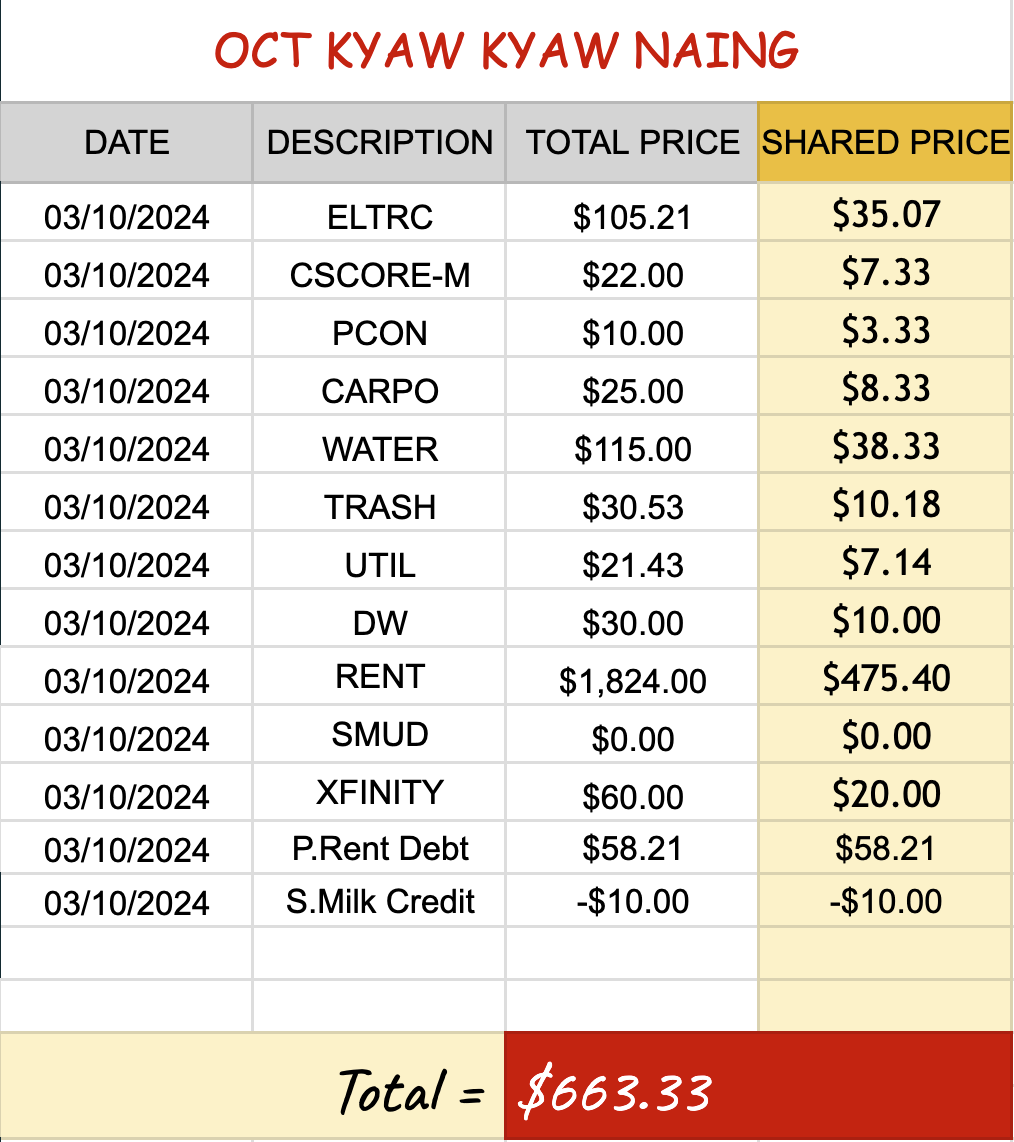 OCT KYAW KYAW NAING
DATE DESCRIPTION TOTAL PRICE SHARED PRICE
03/10/2024 ELTRC $105.21 $35.07
03/10/2024 CSCORE-M $22.00 $7.33
03/10/2024 PCON $10.00 $3.33
03/10/2024 CARPO $25.00 $8.33
03/10/2024 WATER $115.00 $38.33
03/10/2024 TRASH $30.53 $10.18
03/10/2024 UTIL $21.43 $7.14
03/10/2024 DW $30.00 $10.00
03/10/2024 RENT $1,824.00 $475.40
03/10/2024 SMUD $0.00 $0.00
03/10/2024 XFINITY $60.00 $20.00
03/10/2024 P.Rent Debt $58.21 $58.21
03/10/2024 S.Milk Credit -$10.00 -$10.00
Total = $663.33